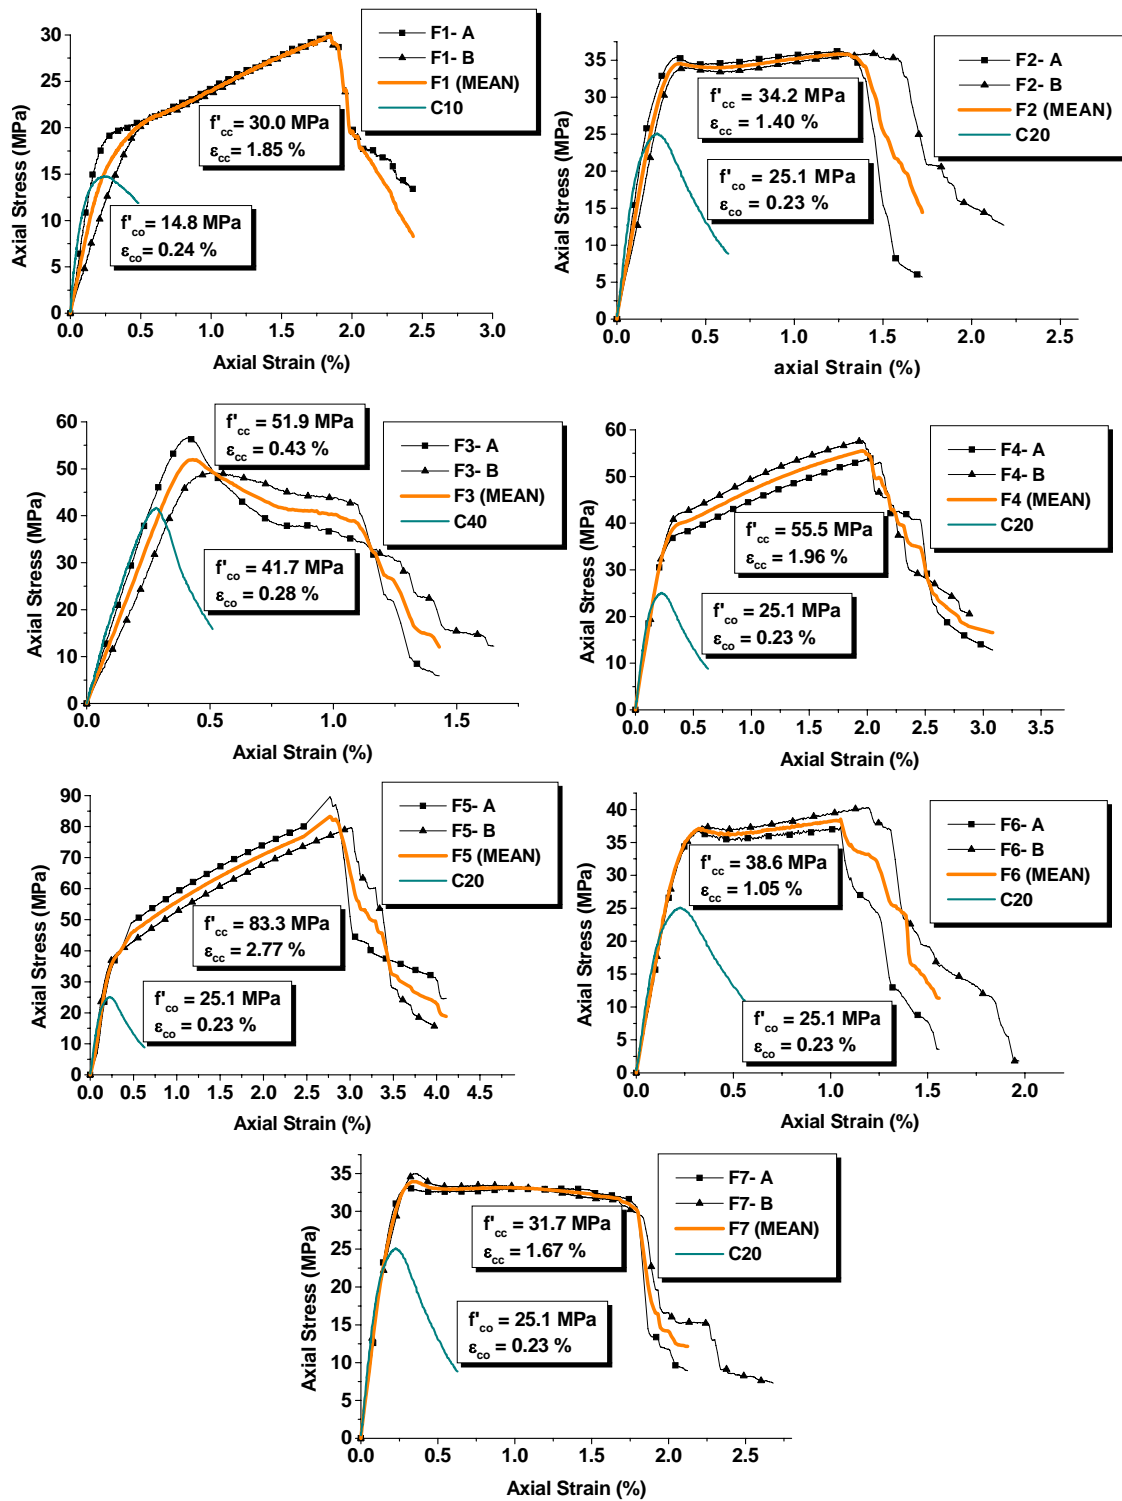 F1- A
F1- B
F1 (MEAN)
C10
f'cc = 30.0 MPa
εcc = 1.85 %
f'co = 14.8 MPa
εco = 0.24 %
Axial Stress (MPa)
30
25
20
15
10
5
0
0.0 0.5 1.0 1.5 2.0 2.5 3.0
Axial Strain (%)
F2- A
F2- B
F2 (MEAN)
C20
f'cc = 34.2 MPa
εcc = 1.40 %
f'co = 25.1 MPa
εco = 0.23 %
Axial Stress (MPa)
35
30
25
20
15
10
5
0
0.0 0.5 1.0 1.5 2.0 2.5
axial Strain (%)
F3- A
F3- B
F3 (MEAN)
C40
f'cc = 51.9 MPa
εcc = 0.43 %
f'co = 41.7 MPa
εco = 0.28 %
Axial Stress (MPa)
60
50
40
30
20
10
0
0.0 0.5 1.0 1.5
Axial Strain (%)
F4- A
F4- B
F4 (MEAN)
C20
f'cc = 55.5 MPa
εcc = 1.96 %
f'co = 25.1 MPa
εco = 0.23 %
Axial Stress (MPa)
60
50
40
30
20
10
0
0.0 0.5 1.0 1.5 2.0 2.5 3.0 3.5
Axial Strain (%)
F5- A
F5- B
F5 (MEAN)
C20
f'cc = 83.3 MPa
εcc = 2.77 %
f'co = 25.1 MPa
εco = 0.23 %
Axial Stress (MPa)
90
80
70
60
50
40
30
20
10
0
0.0 0.5 1.0 1.5 2.0 2.5 3.0 3.5 4.0 4.5
Axial Strain (%)
F6- A
F6- B
F6 (MEAN)
C20
f'cc = 38.6 MPa
εcc = 1.05 %
f'co = 25.1 MPa
εco = 0.23 %
Axial Stress (MPa)
40
35
30
25
20
15
10
5
0
0.0 0.5 1.0 1.5 2.0
Axial Strain (%)
F7- A
F7- B
F7 (MEAN)
C20
f'cc = 31.7 MPa
εcc = 1.67 %
f'co = 25.1 MPa
εco = 0.23 %
Axial Stress (MPa)
35
30
25
20
15
10
5
0
0.0 0.5 1.0 1.5 2.0 2.5
Axial Strain (%)